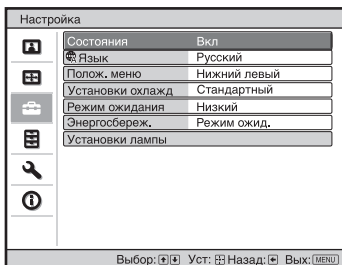 Настройка
Состояния Вкл
Язык Русский
Полож. меню Нижний левый
Установки охлажд Стандартный
Режим ожидания Низкий
Энергосбереж. Режим ожид.
Установки лампы
Выбор: Уст: Назад: Вых: MENU